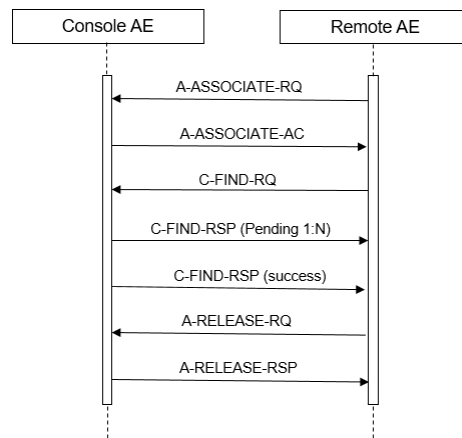 Console AE
Remote AE
A-ASSOCIATE-RQ
A-ASSOCIATE-AC
C-FIND-RQ
C-FIND-RSP (Pending 1:N)
C-FIND-RSP (success)
A-RELEASE-RQ
A-RELEASE-RSP